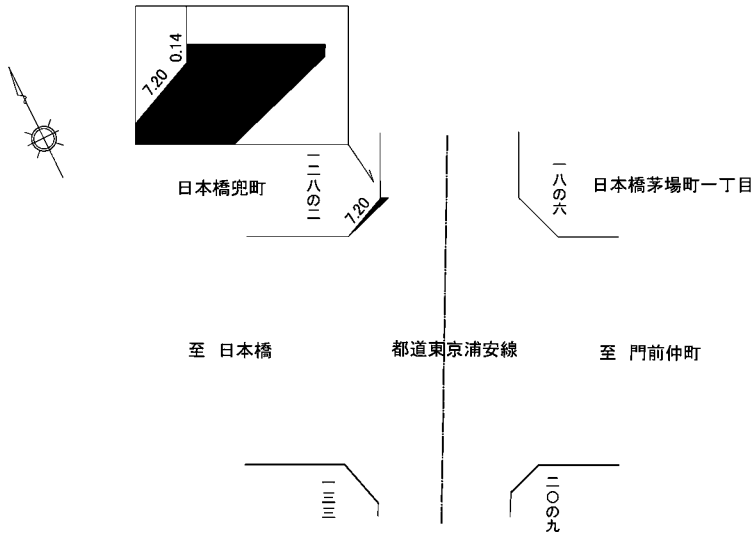 0.14
7.20
日本橋兜町
一二八の二
7.20
一八の六
日本橋茅場町一丁目
至 日本橋
都道東京浦安線
至 門前仲町
一三三
二〇の九